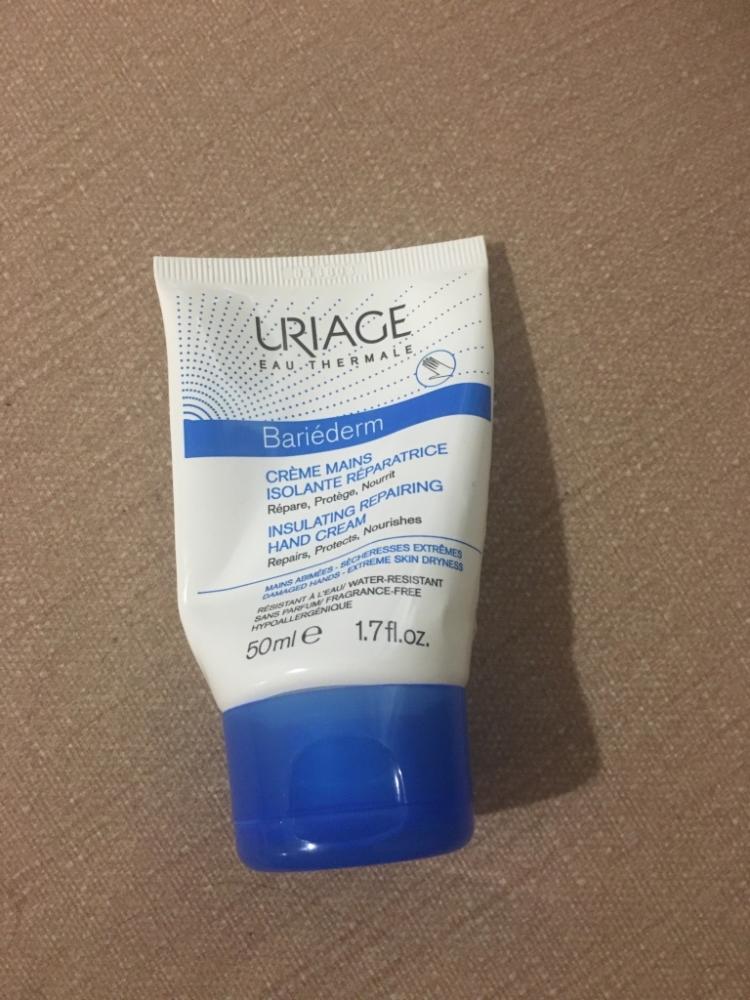 URIAGE
EAU THERMALE
Bariéderm
CRÈME MAINS
ISOLANTE RÉPARATRICE
Répare, Protège, Nourrit
INSULATING REPAIRING
HAND CREAM
Repairs, Protects, Nourishes
MAINS ABIMÉES - SÉCHERESSES EXTRÊMES
DAMAGED HANDS - EXTREME SKIN DRYNESS
RÉSISTANT À L'EAU/ WATER-RESISTANT
SANS PARFUM/ FRAGRANCE-FREE
HYPOALLERGÉNIQUE
50ml e 1.7fl.oz.